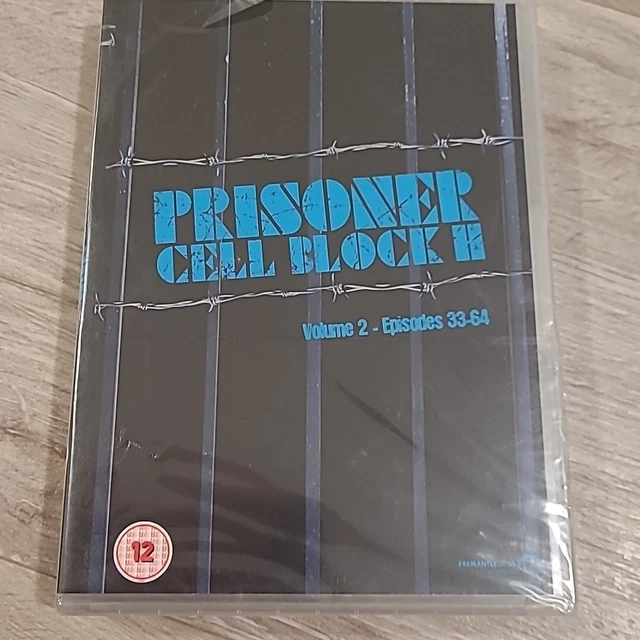 PRISONER
CELL BLOCK H
Volume 2 - Episodes 33-64
12